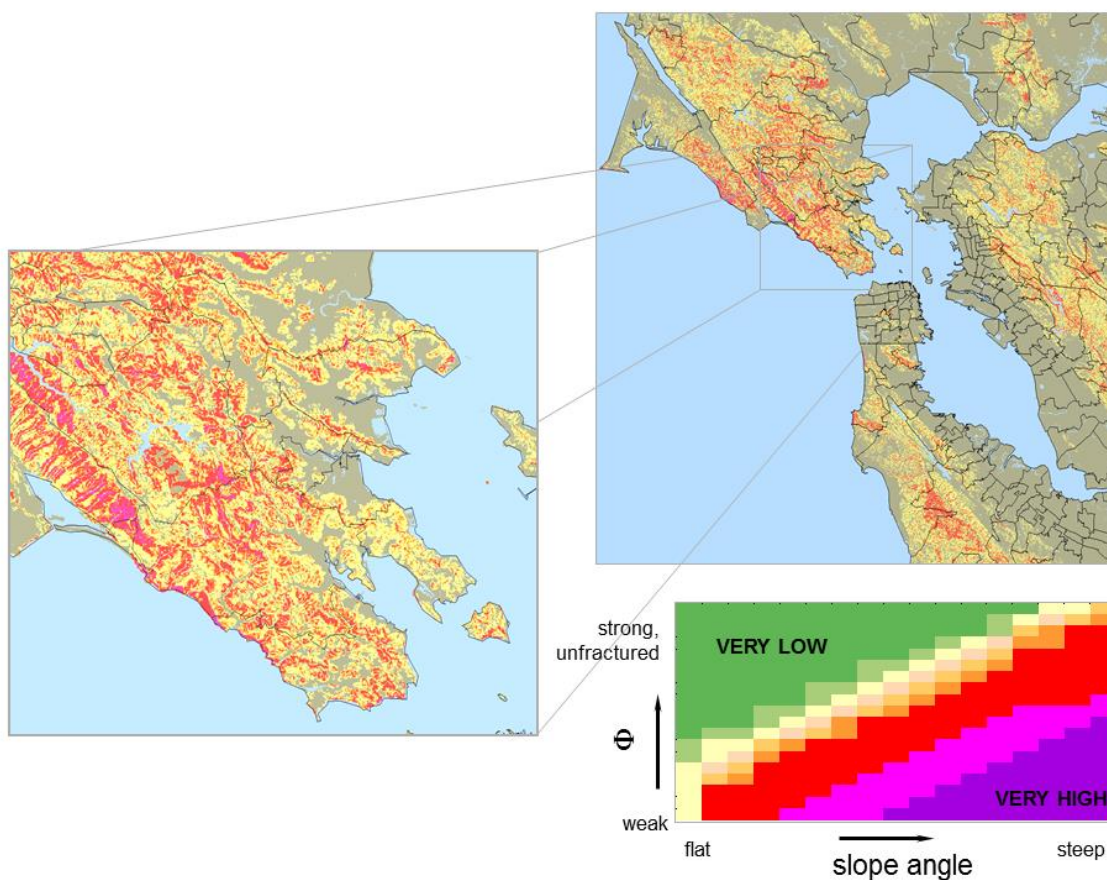 strong,
unfractured
VERY LOW
Φ
VERY HIGH
weak
flat
steep
slope angle